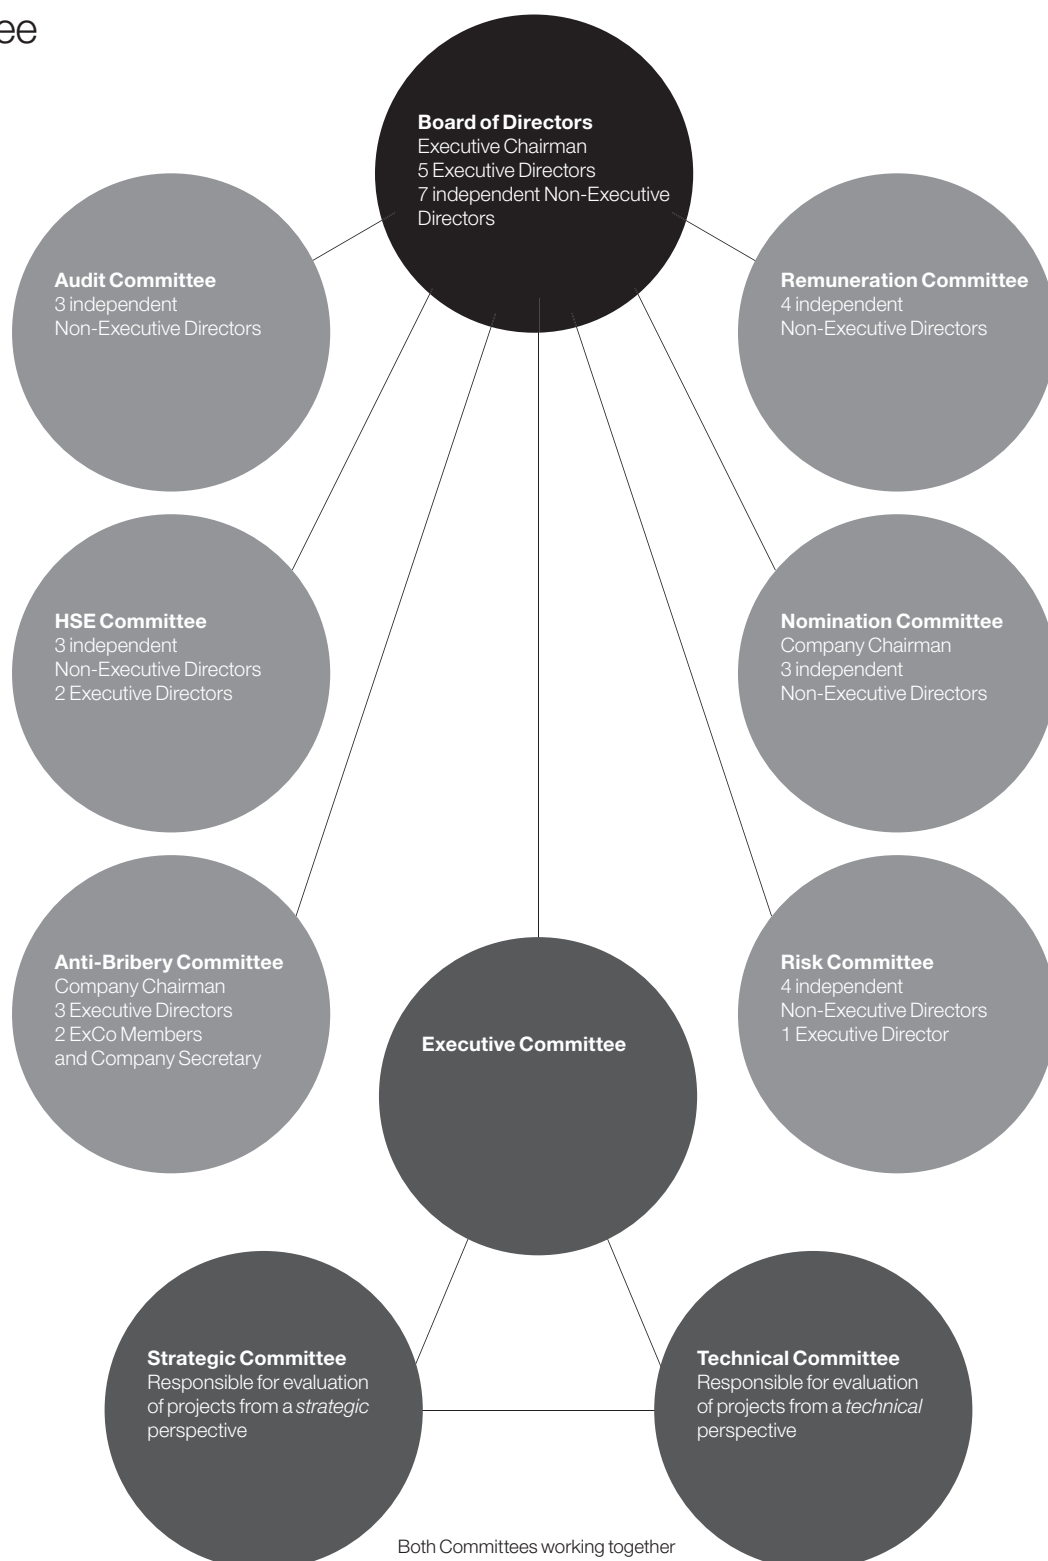 ee
Board of Directors
Executive Chairman
5 Executive Directors
7 independent Non-Executive
Directors
Audit Committee
3 independent
Non-Executive Directors
Remuneration Committee
4 independent
Non-Executive Directors
HSE Committee
3 independent
Non-Executive Directors
2 Executive Directors
Nomination Committee
Company Chairman
3 independent
Non-Executive Directors
Anti-Bribery Committee
Company Chairman
3 Executive Directors
2 ExCo Members
and Company Secretary
Risk Committee
4 independent
Non-Executive Directors
1 Executive Director
Executive Committee
Strategic Committee
Responsible for evaluation
of projects from a strategic
perspective
Technical Committee
Responsible for evaluation
of projects from a technical
perspective
Both Committees working together